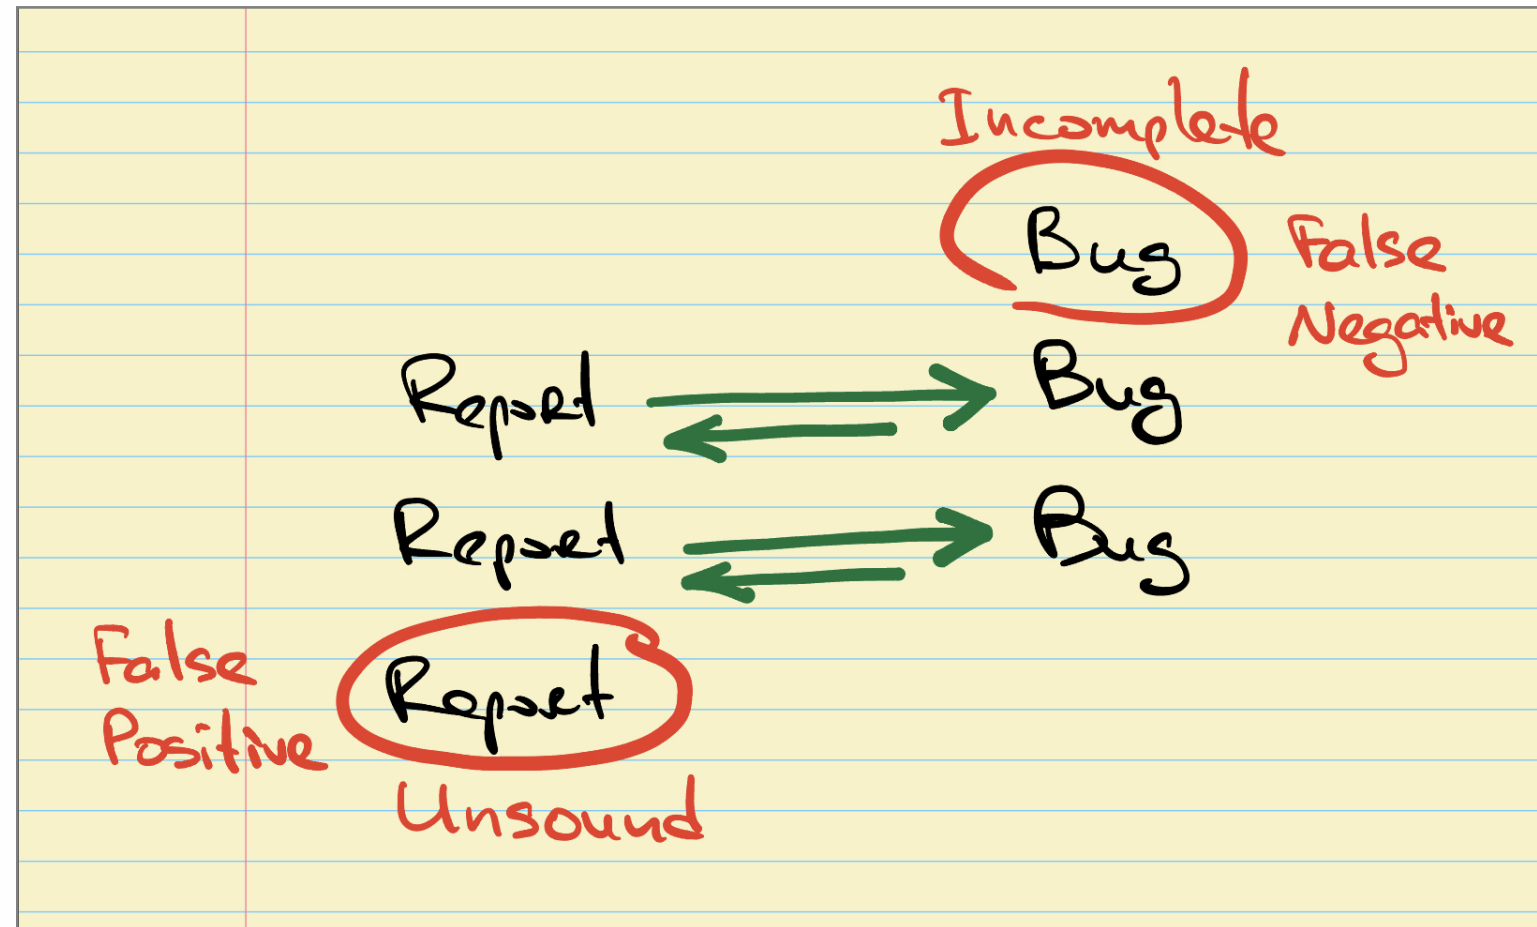 Incomplete
Bug
False
Negative
Report
Bug
Report
Bug
False
Positive
Report
Unsound